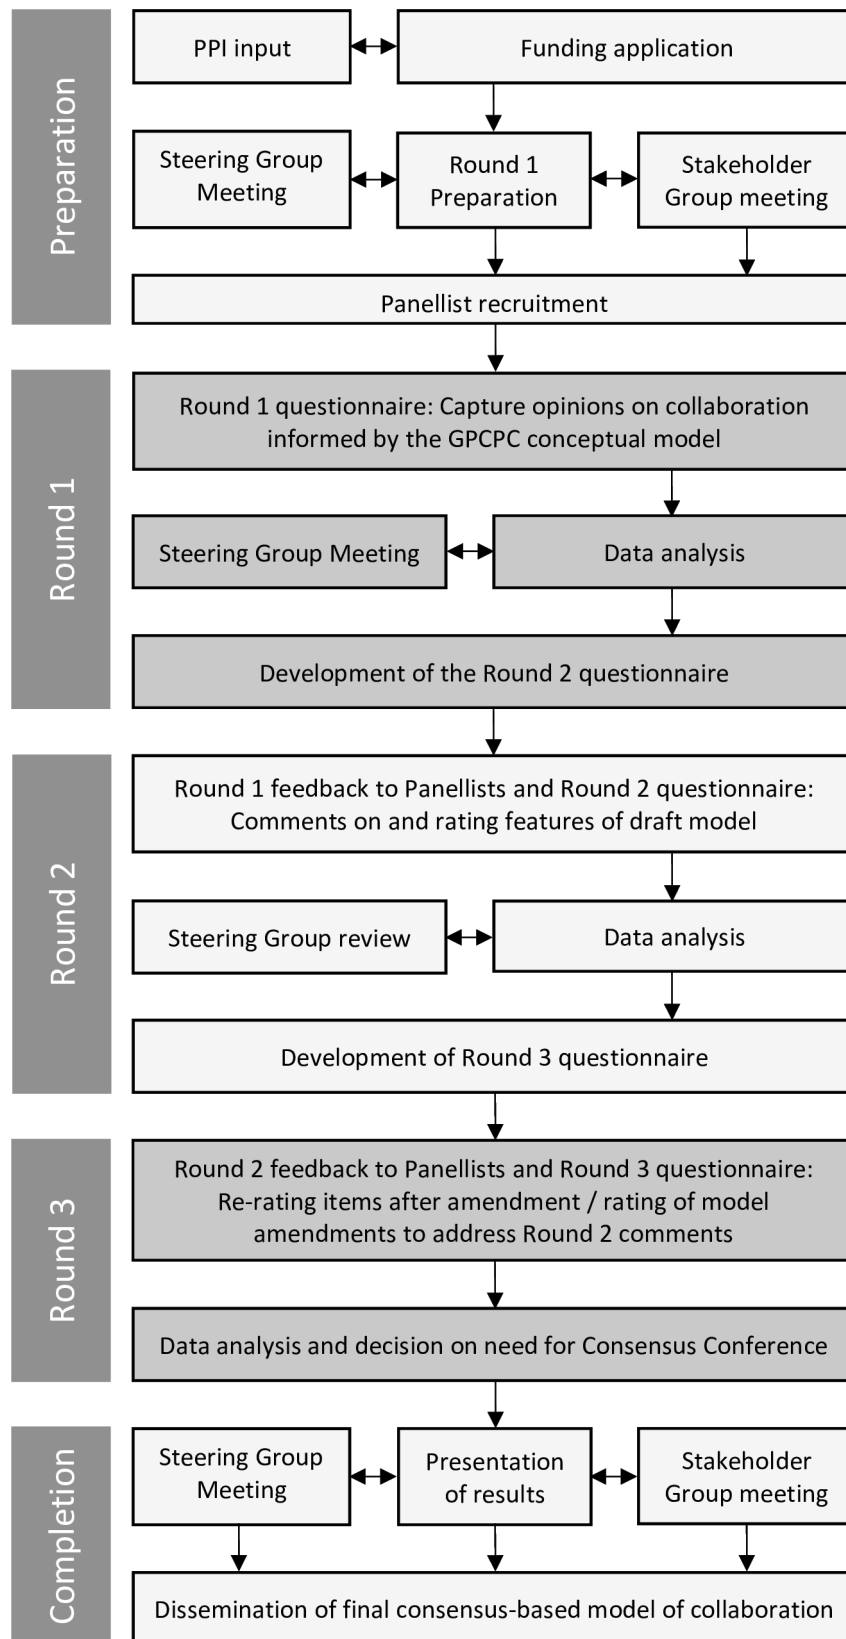 Preparation
PPI input
Funding application
Steering Group
Meeting
Round 1
Preparation
Stakeholder
Group meeting
Panellist recruitment
Round 1
Round 1 questionnaire: Capture opinions on collaboration
informed by the GPCPC conceptual model
Steering Group Meeting
Data analysis
Development of the Round 2 questionnaire
Round 2
Round 1 feedback to Panellists and Round 2 questionnaire:
Comments on and rating features of draft model
Steering Group review
Data analysis
Development of Round 3 questionnaire
Round 3
Round 2 feedback to Panellists and Round 3 questionnaire:
Re-rating items after amendment / rating of model
amendments to address Round 2 comments
Data analysis and decision on need for Consensus Conference
Completion
Steering Group
Meeting
Presentation
of results
Stakeholder
Group meeting
Dissemination of final consensus-based model of collaboration